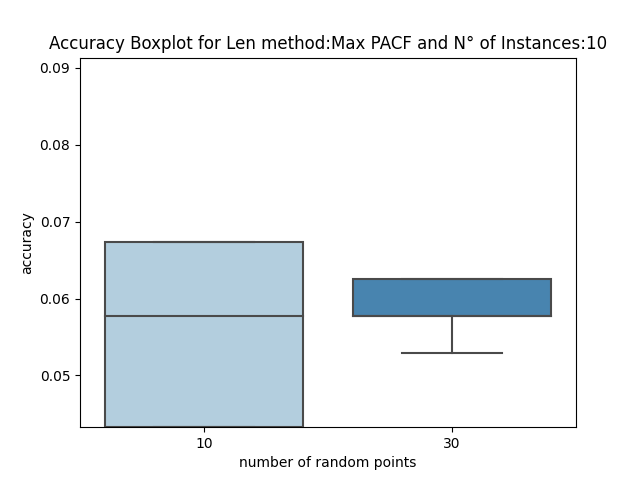 Accuracy Boxplot for Len method:Max PACF and N° of Instances:10
0.09
0.08
0.07
0.06
0.05
accuracy
10
30
number of random points